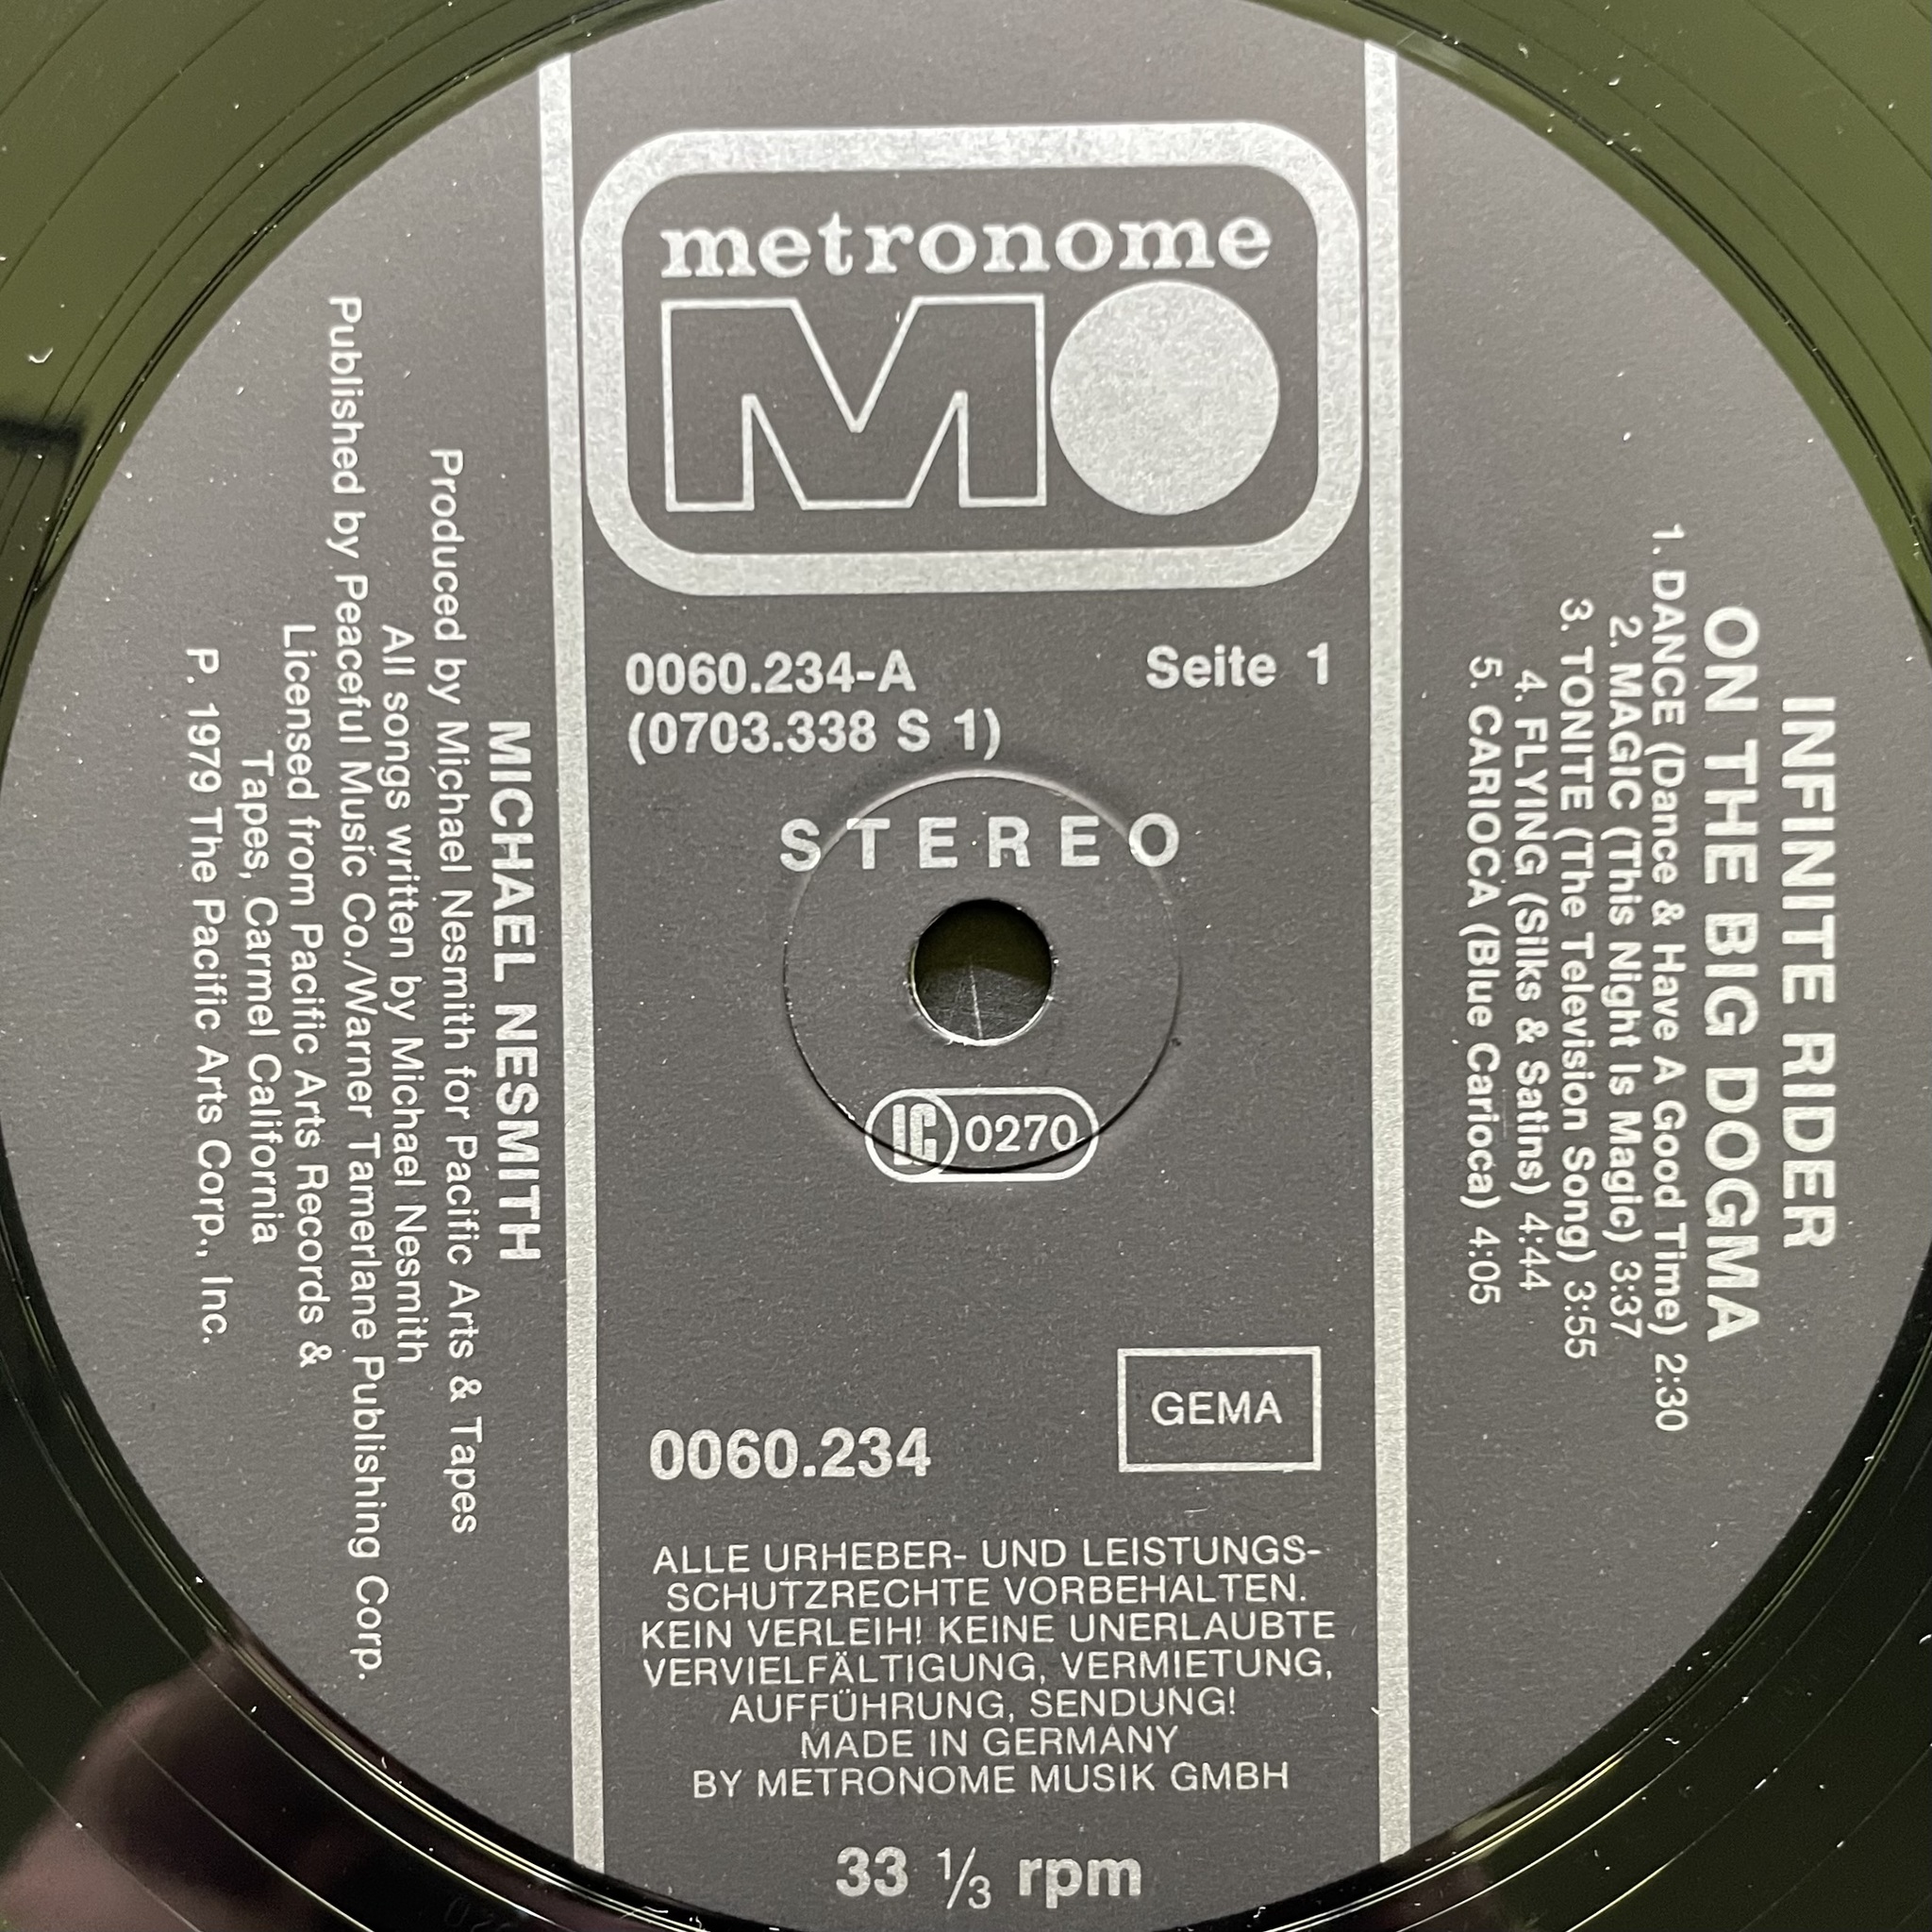 metronome
MO
0060.234-A Seite 1
(0703.338 S 1)
STEREO
LC 0270
GEMA
0060.234
ALLE URHEBER- UND LEISTUNGS-
SCHUTZRECHTE VORBEHALTEN.
KEIN VERLEIH! KEINE UNERLAUBTE
VERVIELFÄLTIGUNG, VERMIETUNG,
AUFFÜHRUNG, SENDUNG!
MADE IN GERMANY
BY METRONOME MUSIK GMBH
33 1/3 rpm
INFINITE RIDER
ON THE BIG DOGMA
1. DANCE (Dance & Have A Good Time) 2:30
2. MAGIC (This Night Is Magic) 3:37
3. TONITE (The Television Song) 3:55
4. FLYING (Silks & Satins) 4:44
5. CARIOCA (Blue Carioca) 4:05
MICHAEL NESMITH
Produced by Michael Nesmith for Pacific Arts & Tapes
All songs written by Michael Nesmith
Published by Peaceful Music Co./Warner Tamerlane Publishing Corp.
Licensed from Pacific Arts Records &
Tapes, Carmel California
P. 1979 The Pacific Arts Corp., Inc.